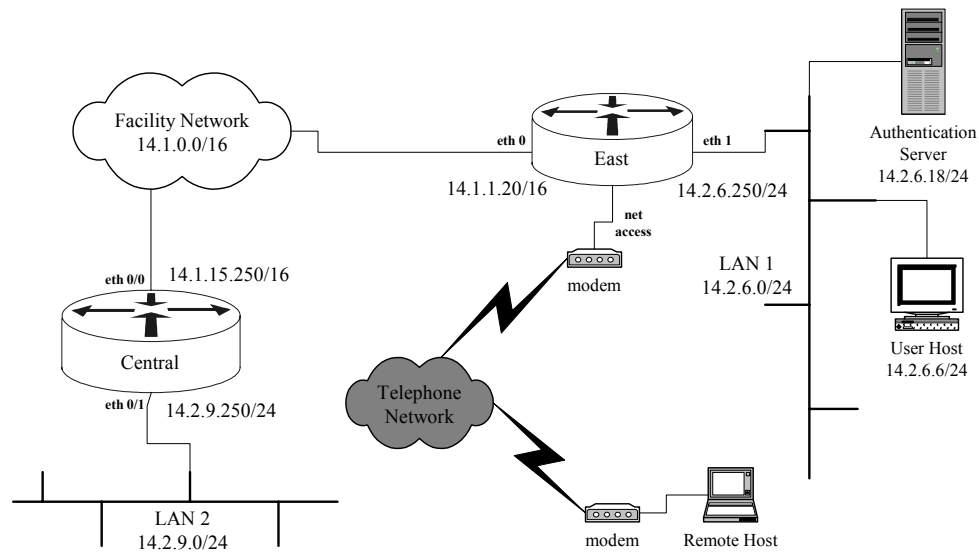 Facility Network
14.1.0.0/16
eth 0
East
eth 1
14.1.1.20/16
14.2.6.250/24
net
access
modem
Authentication
Server
14.2.6.18/24
LAN 1
14.2.6.0/24
User Host
14.2.6.6/24
eth 0/0
14.1.15.250/16
Central
eth 0/1
14.2.9.250/24
Telephone
Network
LAN 2
14.2.9.0/24
modem
Remote Host